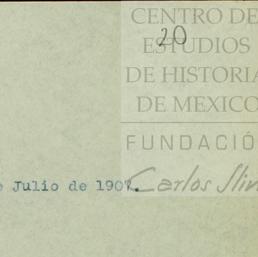 CENTRO DE
20
ESTUDIOS
DE HISTORIA
DE MEXICO
FUNDACIÓ
e Julio de 1907.
Carlos Slim